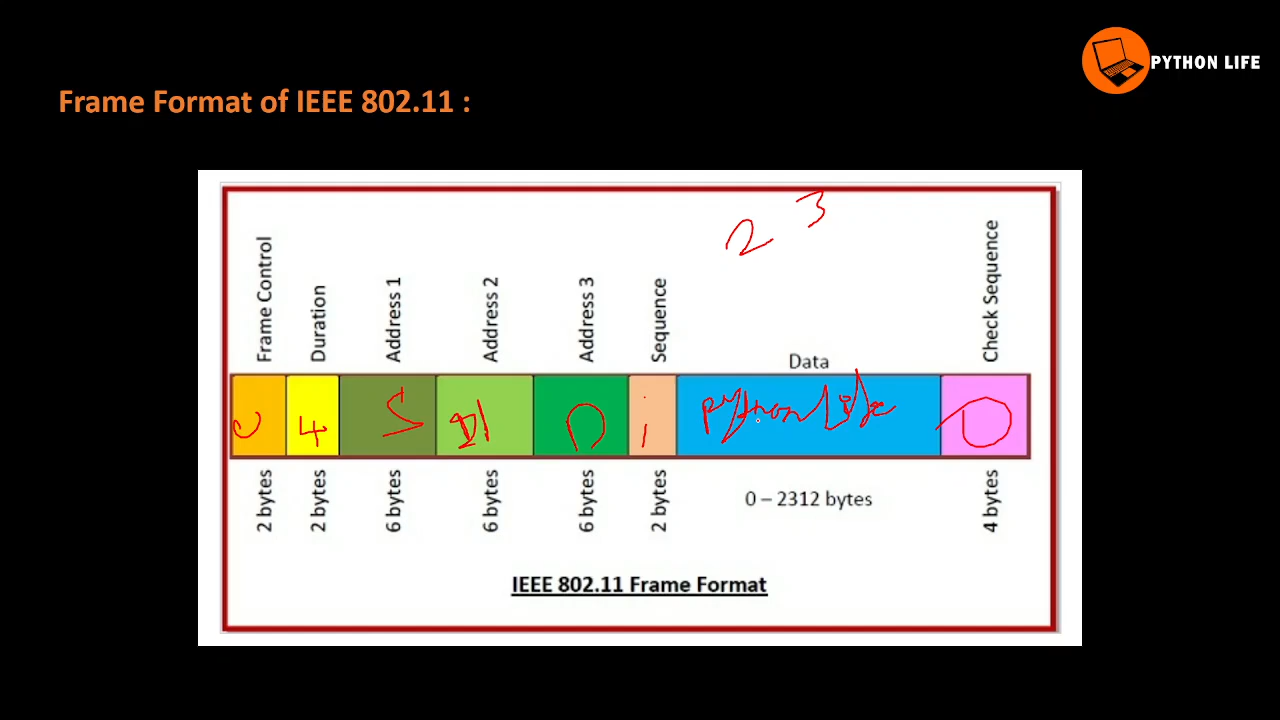 PYTHON LIFE
Frame Format of IEEE 802.11 :
2 3
Frame Control
Duration
Address 1
Address 2
Address 3
Sequence
Data
Check Sequence
4
S
i
python life
2 bytes
2 bytes
6 bytes
6 bytes
6 bytes
2 bytes
0 – 2312 bytes
4 bytes
IEEE 802.11 Frame Format